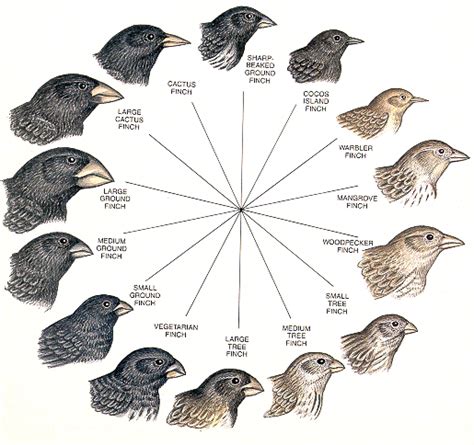 CACTUS
FINCH
SHARP-
BEAKED
GROUND
FINCH
COCOS
ISLAND
FINCH
WARBLER
FINCH
MANGROVE
FINCH
WOODPECKER
FINCH
SMALL
TREE
FINCH
MEDIUM
TREE
FINCH
LARGE
TREE
FINCH
VEGETARIAN
FINCH
SMALL
GROUND
FINCH
MEDIUM
GROUND
FINCH
LARGE
GROUND
FINCH
LARGE
CACTUS
FINCH